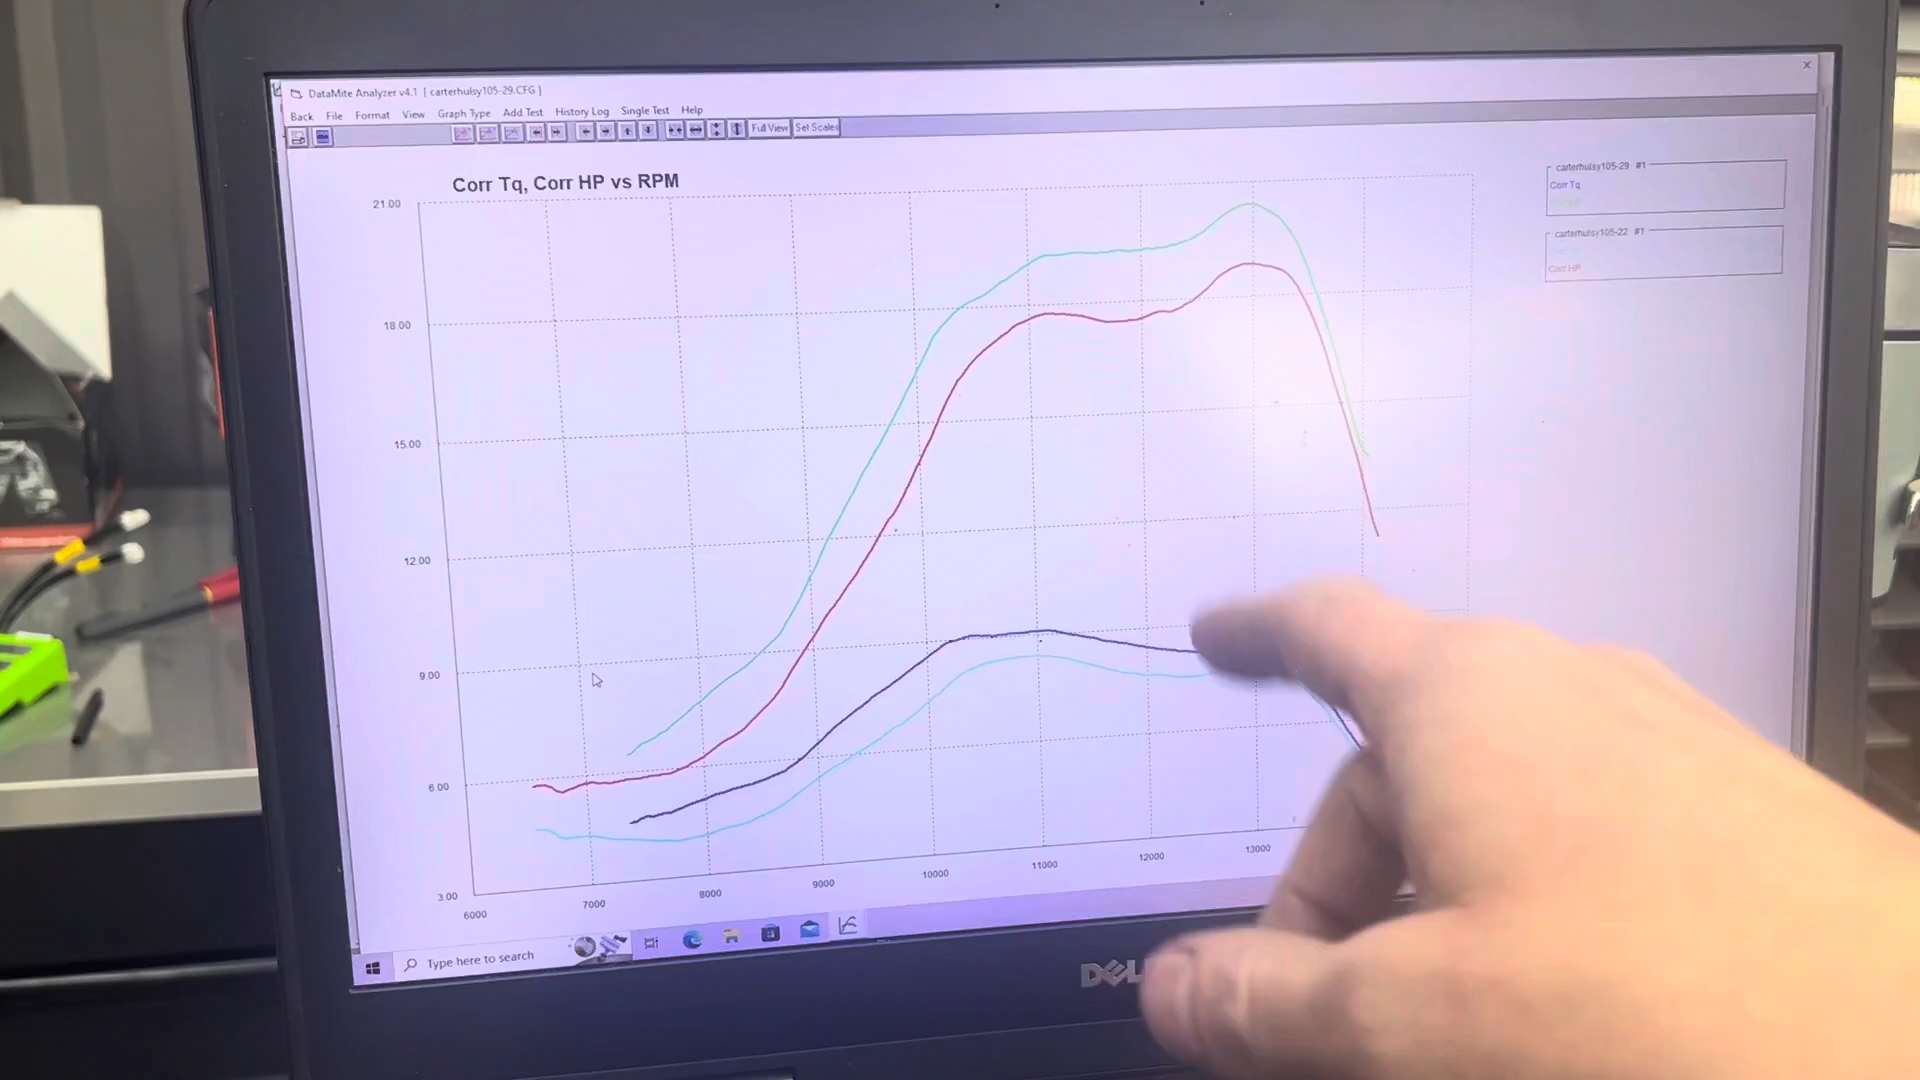 DataMite Analyzer v4.1 [ carterhulsy105-29.CFG ]
Back File Format View Graph Type Add Test History Log Single Test Help
Full View Set Scales
Corr Tq, Corr HP vs RPM
carterhulsy105-29 #1
Corr Tq
carterhulsy105-22 #1
Corr HP
21.00
18.00
15.00
12.00
9.00
6.00
3.00
6000 7000 8000 9000 10000 11000 12000 13000
Type here to search
DELL